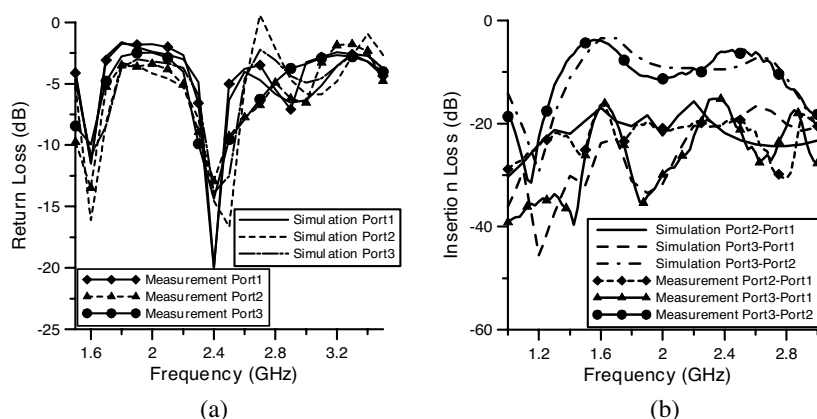 0
-5
-10
-15
-20
-25
Return Loss (dB)
1.6
2
2.4
2.8
3.2
Frequency (GHz)
Simulation Port1
Simulation Port2
Simulation Port3
Measurement Port1
Measurement Port2
Measurement Port3
(a)
0
-20
-40
-60
Insertion Loss (dB)
1.2
1.6
2
2.4
2.8
Frequency (GHz)
Simulation Port2-Port1
Simulation Port3-Port1
Simulation Port3-Port2
Measurement Port2-Port1
Measurement Port3-Port1
Measurement Port3-Port2
(b)